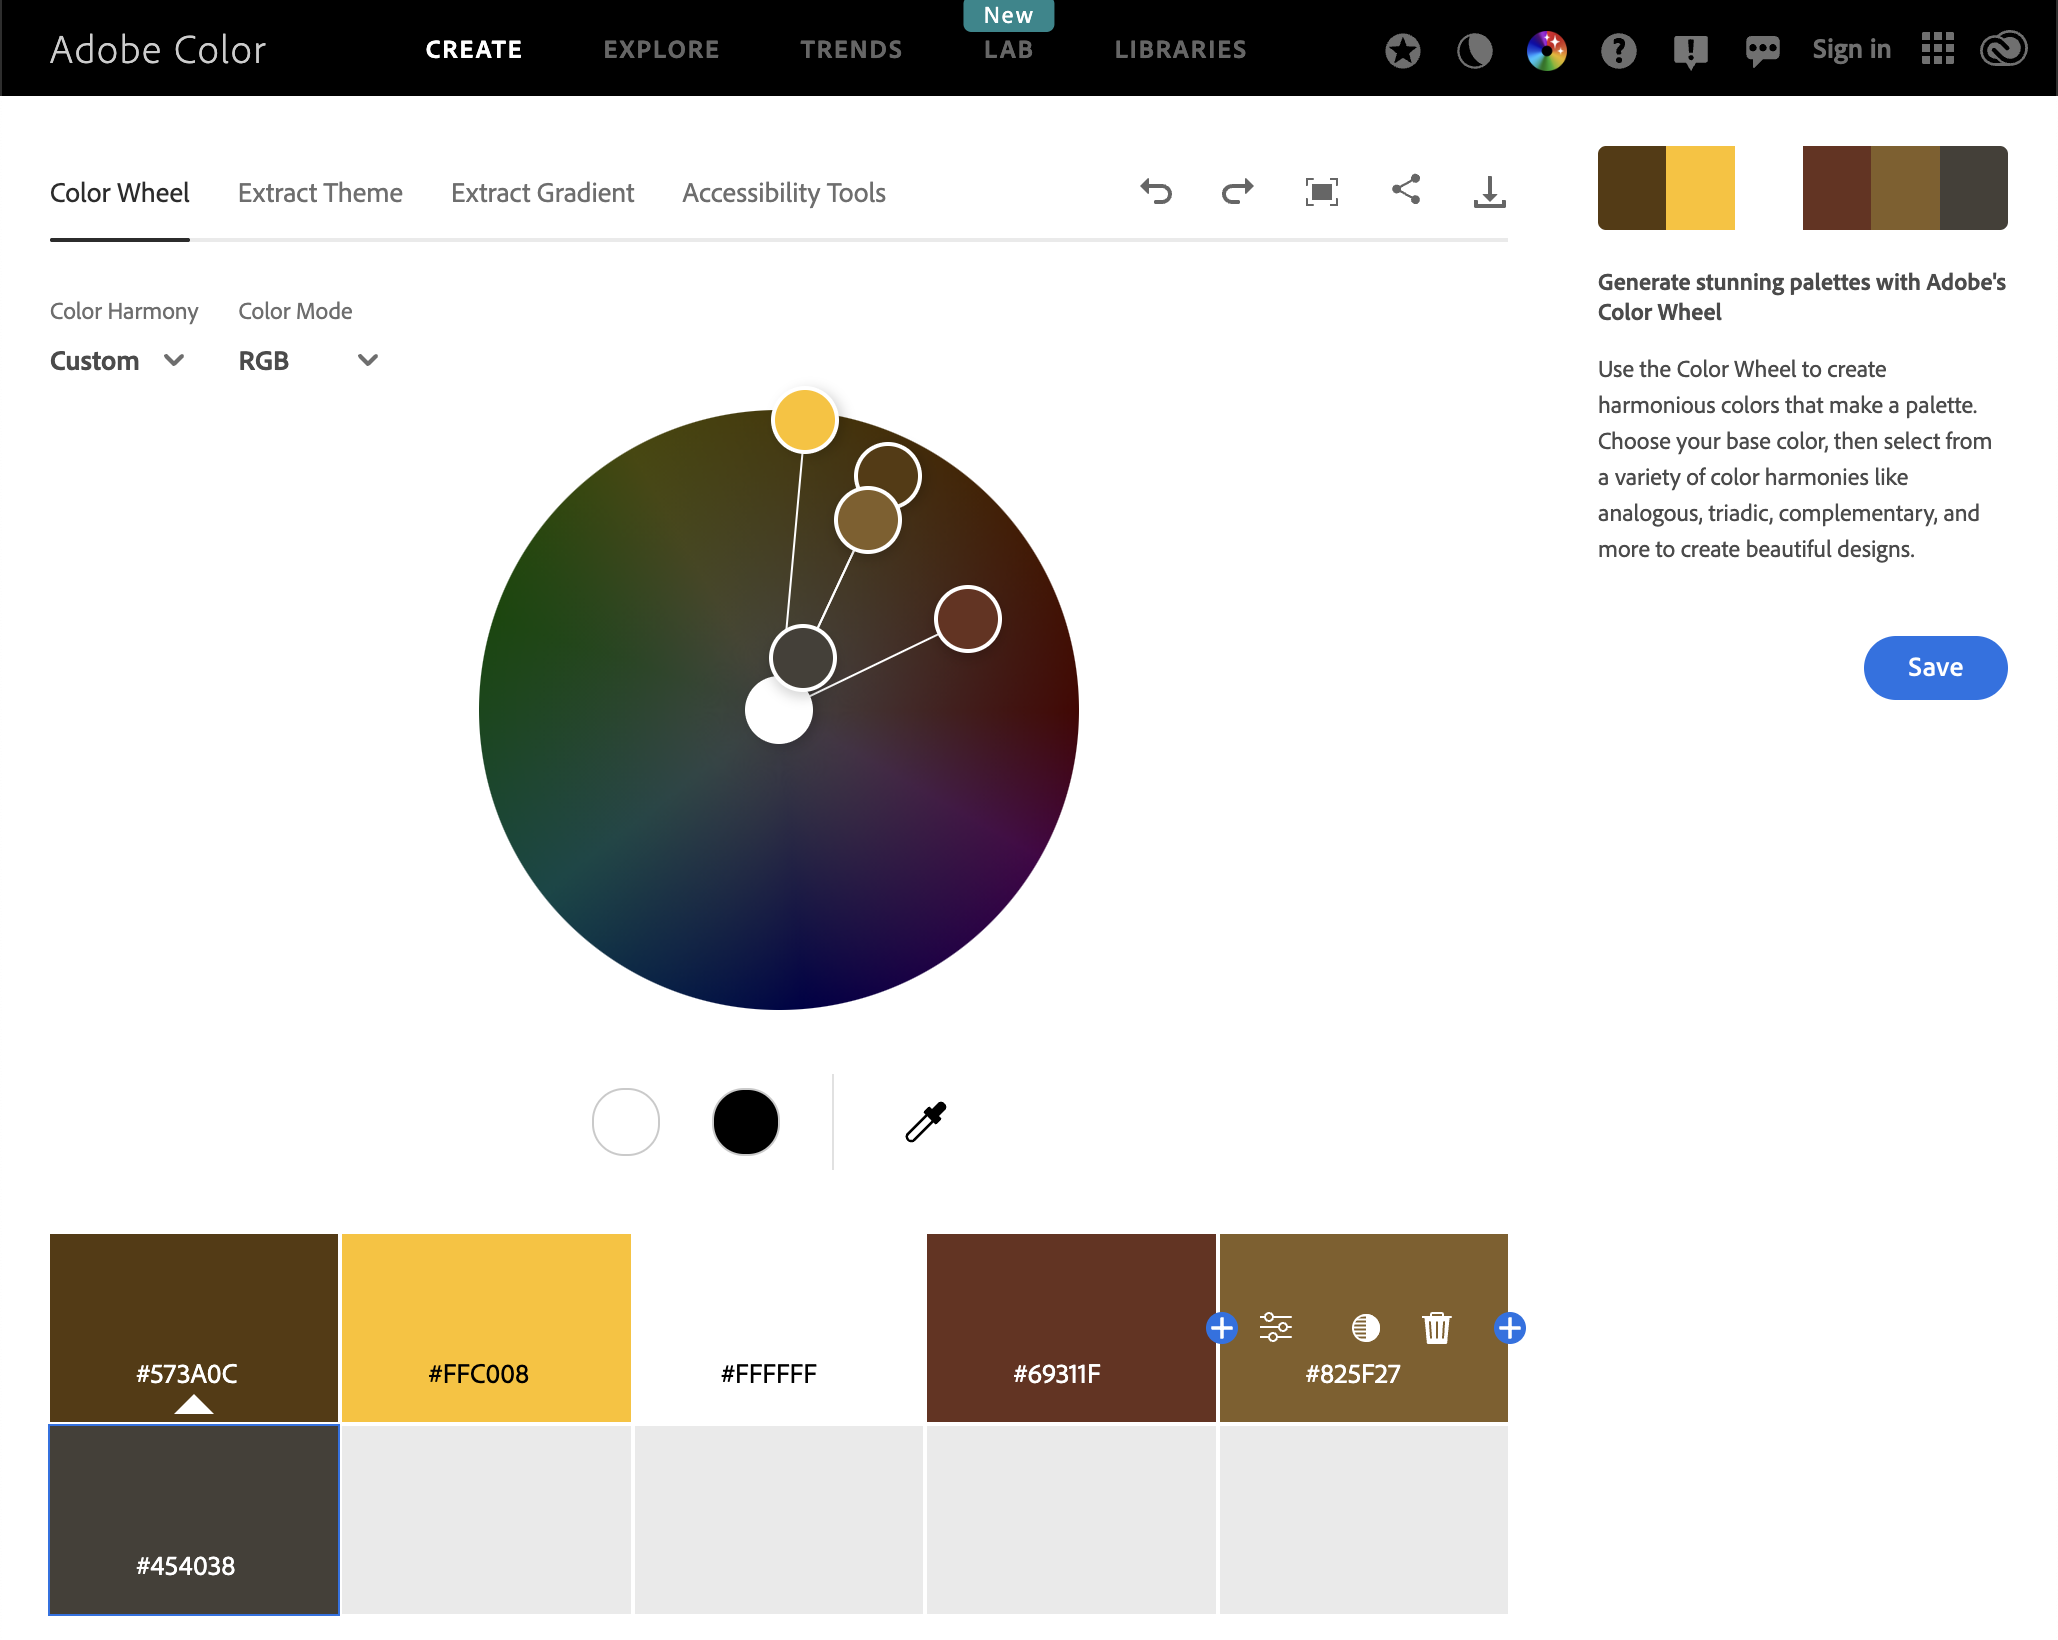 New
Adobe Color CREATE EXPLORE TRENDS LAB LIBRARIES Sign in
Color Wheel Extract Theme Extract Gradient Accessibility Tools
Color Harmony Color Mode
Custom RGB
Generate stunning palettes with Adobe's
Color Wheel
Use the Color Wheel to create
harmonious colors that make a palette.
Choose your base color, then select from
a variety of color harmonies like
analogous, triadic, complementary, and
more to create beautiful designs.
Save
#573A0C #FFC008 #FFFFFF #69311F #825F27
#454038